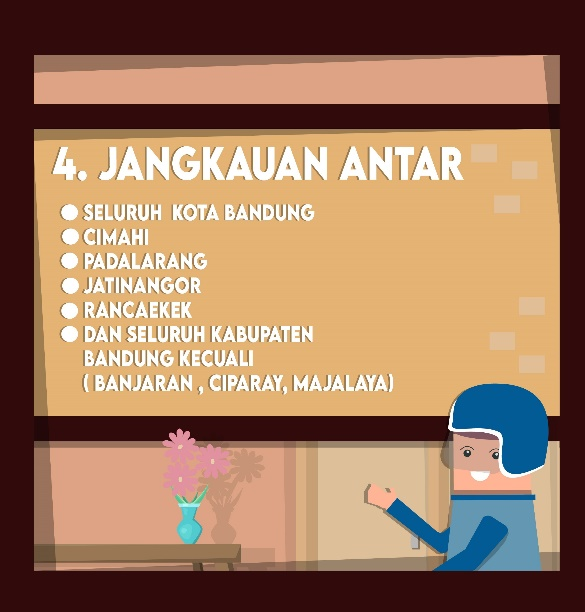 4. JANGKAUAN ANTAR
● SELURUH KOTA BANDUNG
● CIMAHI
● PADALARANG
● JATINANGOR
● RANCAEKEK
● DAN SELURUH KABUPATEN
BANDUNG KECUALI
( BANJARAN , CIPARAY, MAJALAYA)